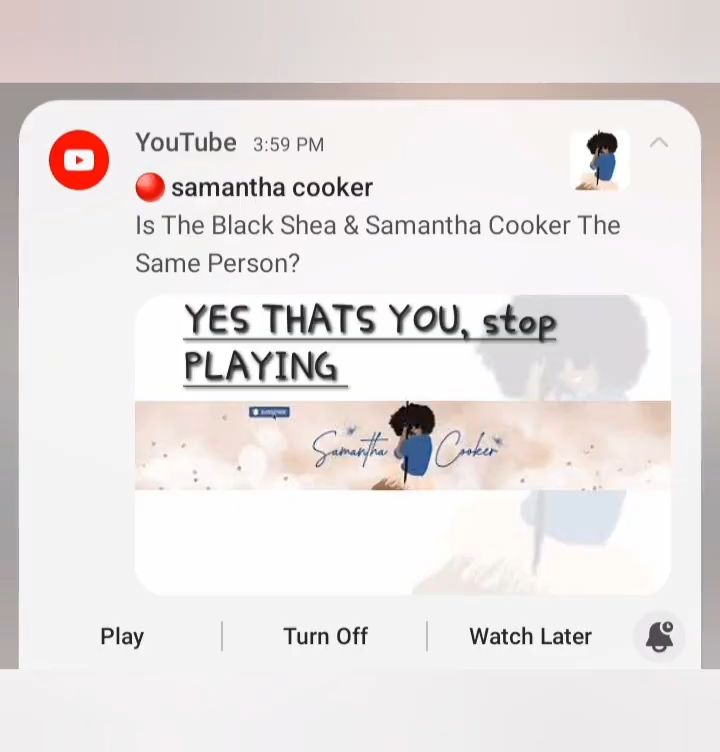 YouTube 3:59 PM
samantha cooker
Is The Black Shea & Samantha Cooker The
Same Person?
YES THATS YOU, stop
PLAYING
Samantha Cooker
Play
Turn Off
Watch Later